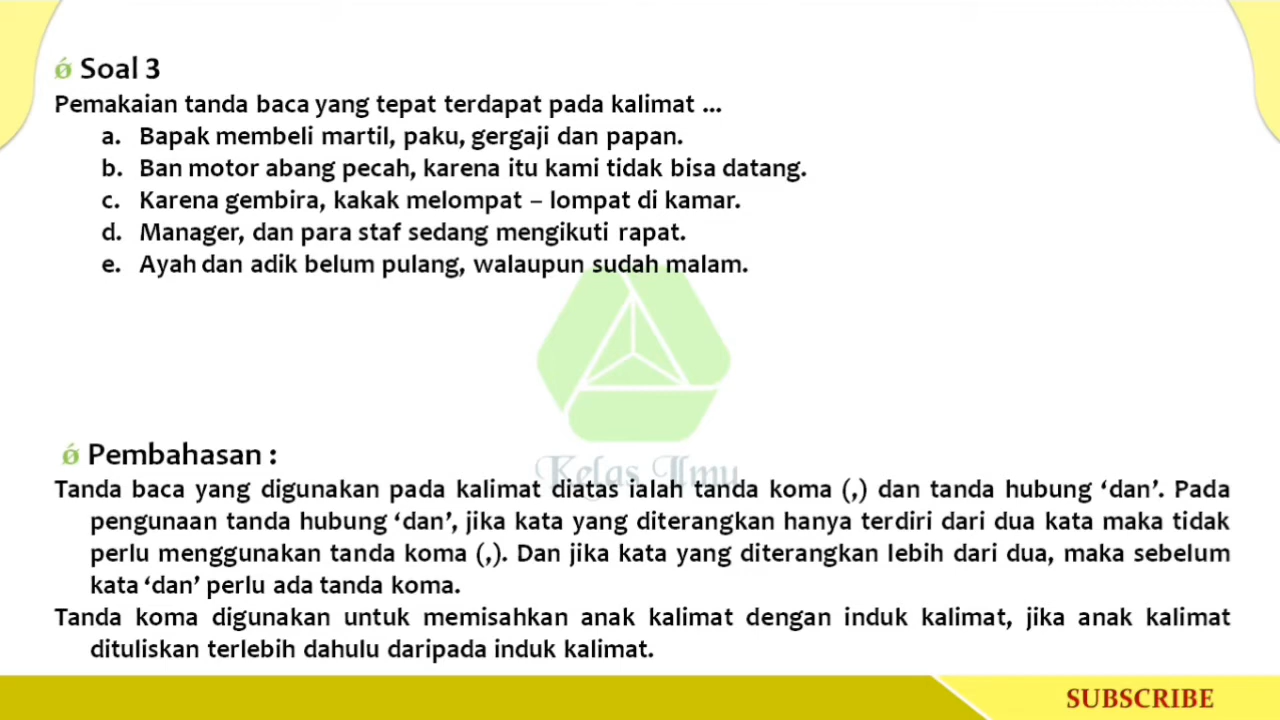 ǿ Soal 3
Pemakaian tanda baca yang tepat terdapat pada kalimat ...
a. Bapak membeli martil, paku, gergaji dan papan.
b. Ban motor abang pecah, karena itu kami tidak bisa datang.
c. Karena gembira, kakak melompat – lompat di kamar.
d. Manager, dan para staf sedang mengikuti rapat.
e. Ayah dan adik belum pulang, walaupun sudah malam.
ǿ Pembahasan :
Kelas Ilmu
Tanda baca yang digunakan pada kalimat diatas ialah tanda koma (,) dan tanda hubung ‘dan’. Pada
pengunaan tanda hubung ‘dan’, jika kata yang diterangkan hanya terdiri dari dua kata maka tidak
perlu menggunakan tanda koma (,). Dan jika kata yang diterangkan lebih dari dua, maka sebelum
kata ‘dan’ perlu ada tanda koma.
Tanda koma digunakan untuk memisahkan anak kalimat dengan induk kalimat, jika anak kalimat
dituliskan terlebih dahulu daripada induk kalimat.
SUBSCRIBE